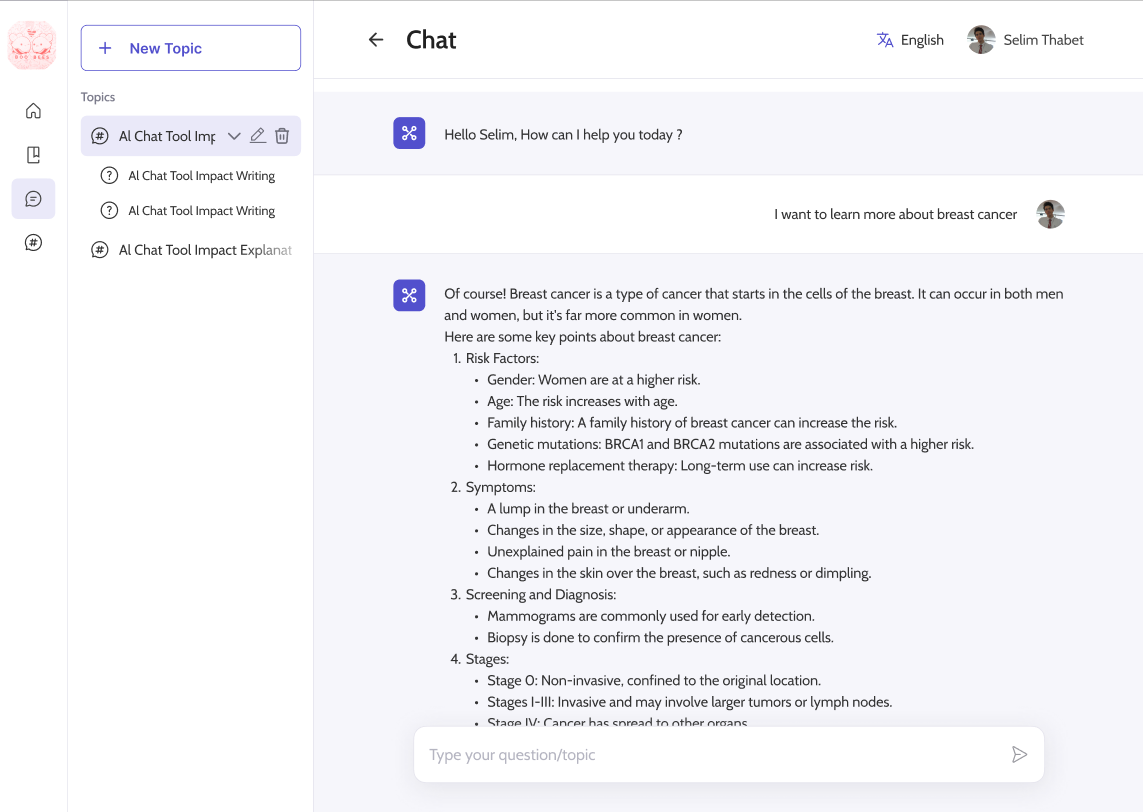 New Topic
Topics
AI Chat Tool Imp
AI Chat Tool Impact Writing
AI Chat Tool Impact Writing
AI Chat Tool Impact Explanat
Chat
English
Selim Thabet
Hello Selim, How can I help you today ?
I want to learn more about breast cancer
Of course! Breast cancer is a type of cancer that starts in the cells of the breast. It can occur in both men
and women, but it's far more common in women.
Here are some key points about breast cancer:
1. Risk Factors:
• Gender: Women are at a higher risk.
• Age: The risk increases with age.
• Family history: A family history of breast cancer can increase the risk.
• Genetic mutations: BRCA1 and BRCA2 mutations are associated with a higher risk.
• Hormone replacement therapy: Long-term use can increase risk.
2. Symptoms:
• A lump in the breast or underarm.
• Changes in the size, shape, or appearance of the breast.
• Unexplained pain in the breast or nipple.
• Changes in the skin over the breast, such as redness or dimpling.
3. Screening and Diagnosis:
• Mammograms are commonly used for early detection.
• Biopsy is done to confirm the presence of cancerous cells.
4. Stages:
• Stage 0: Non-invasive, confined to the original location.
• Stages I-III: Invasive and may involve larger tumors or lymph nodes.
• Stage IV: Cancer has spread to other organs.
Type your question/topic